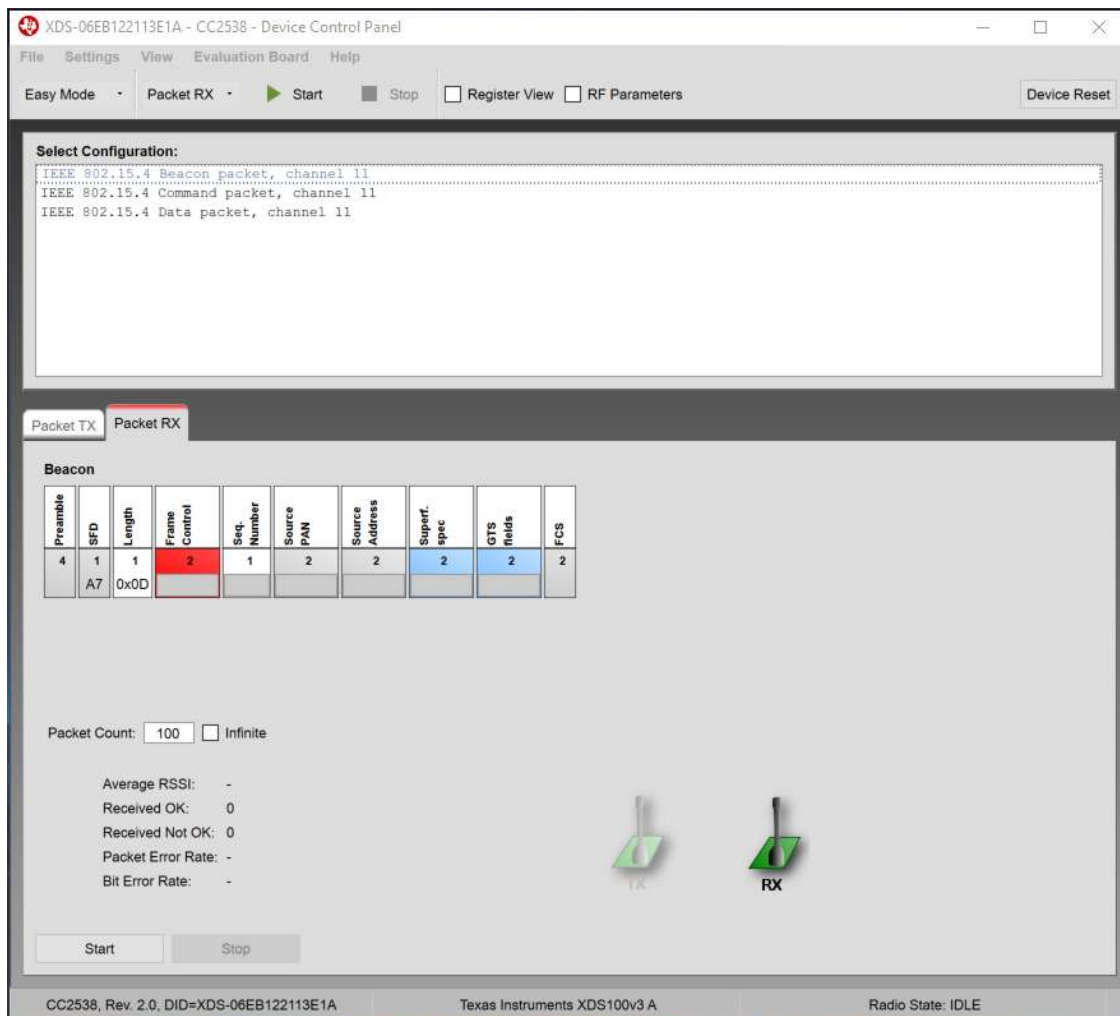 XDS-06EB122113E1A - CC2538 - Device Control Panel
File Settings View Evaluation Board Help
Easy Mode Packet RX Start Stop Register View RF Parameters Device Reset
Select Configuration:
IEEE 802.15.4 Beacon packet, channel 11
IEEE 802.15.4 Command packet, channel 11
IEEE 802.15.4 Data packet, channel 11
Packet TX Packet RX
Beacon
Preamble SFD Length Frame Control Seq. Number Source PAN Source Address Superf. spec GTS fields FCS
4 1 1 2 1 2 2 2 2 2
A7 0x0D
Packet Count: 100 Infinite
Average RSSI: -
Received OK: 0
Received Not OK: 0
Packet Error Rate: -
Bit Error Rate: -
TX RX
Start Stop
CC2538, Rev. 2.0, DID=XDS-06EB122113E1A Texas Instruments XDS100v3 A Radio State: IDLE